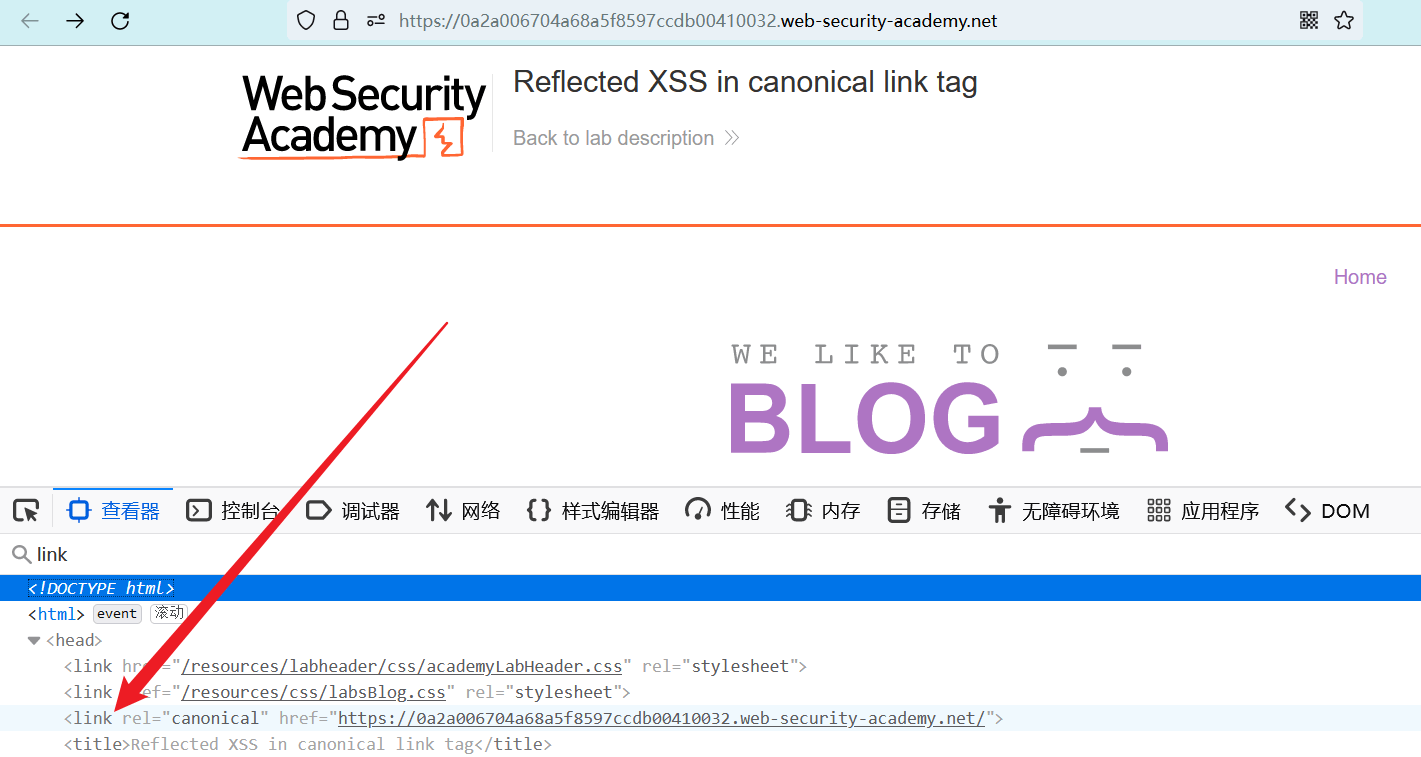 https://0a2a006704a68a5f8597ccdb00410032.web-security-academy.net
Web Security
Academy
Reflected XSS in canonical link tag
Back to lab description
Home
WE LIKE TO
BLOG
查看器 控制台 调试器 网络 {} 样式编辑器 性能 内存 存储 无障碍环境 应用程序 DOM
link
<!DOCTYPE html>
<html> event 滚动
<head>
<link href="/resources/labheader/css/academyLabHeader.css" rel="stylesheet">
<link href="/resources/css/labsBlog.css" rel="stylesheet">
<link rel="canonical" href="https://0a2a006704a68a5f8597ccdb00410032.web-security-academy.net/">
<title>Reflected XSS in canonical link tag</title>